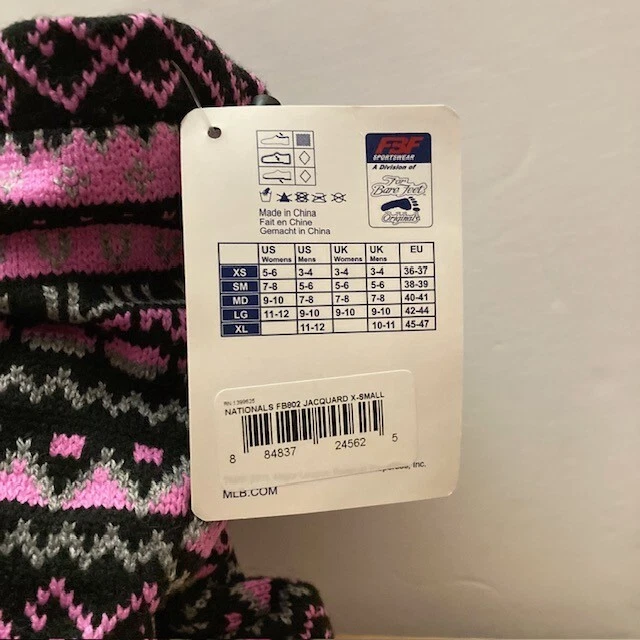 FBF
SPORTSWEAR
A Division of
For
Bare Feet
Originals
Made in China
Fait en Chine
Gemacht in China
US Womens US Mens UK Womens UK Mens EU
XS 5-6 3-4 3-4 3-4 36-37
SM 7-8 5-6 5-6 5-6 38-39
MD 9-10 7-8 7-8 7-8 40-41
LG 11-12 9-10 9-10 9-10 42-44
XL 11-12 10-11 45-47
NATIONALS FB802 JACQUARD X-SMALL
8 84837 24562 5
Inc.
MLB.COM